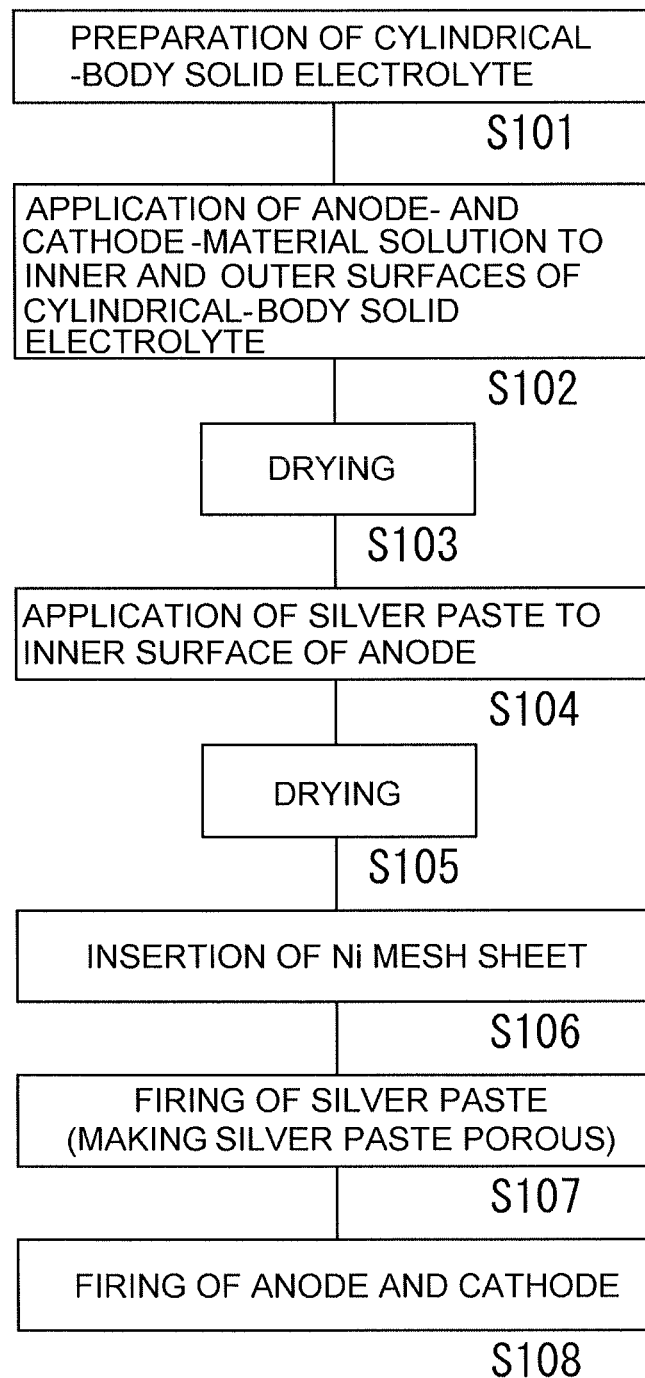 PREPARATION OF CYLINDRICAL
-BODY SOLID ELECTROLYTE
S101
APPLICATION OF ANODE- AND
CATHODE-MATERIAL SOLUTION TO
INNER AND OUTER SURFACES OF
CYLINDRICAL-BODY SOLID
ELECTROLYTE
S102
DRYING
S103
APPLICATION OF SILVER PASTE TO
INNER SURFACE OF ANODE
S104
DRYING
S105
INSERTION OF Ni MESH SHEET
S106
FIRING OF SILVER PASTE
(MAKING SILVER PASTE POROUS)
S107
FIRING OF ANODE AND CATHODE
S108